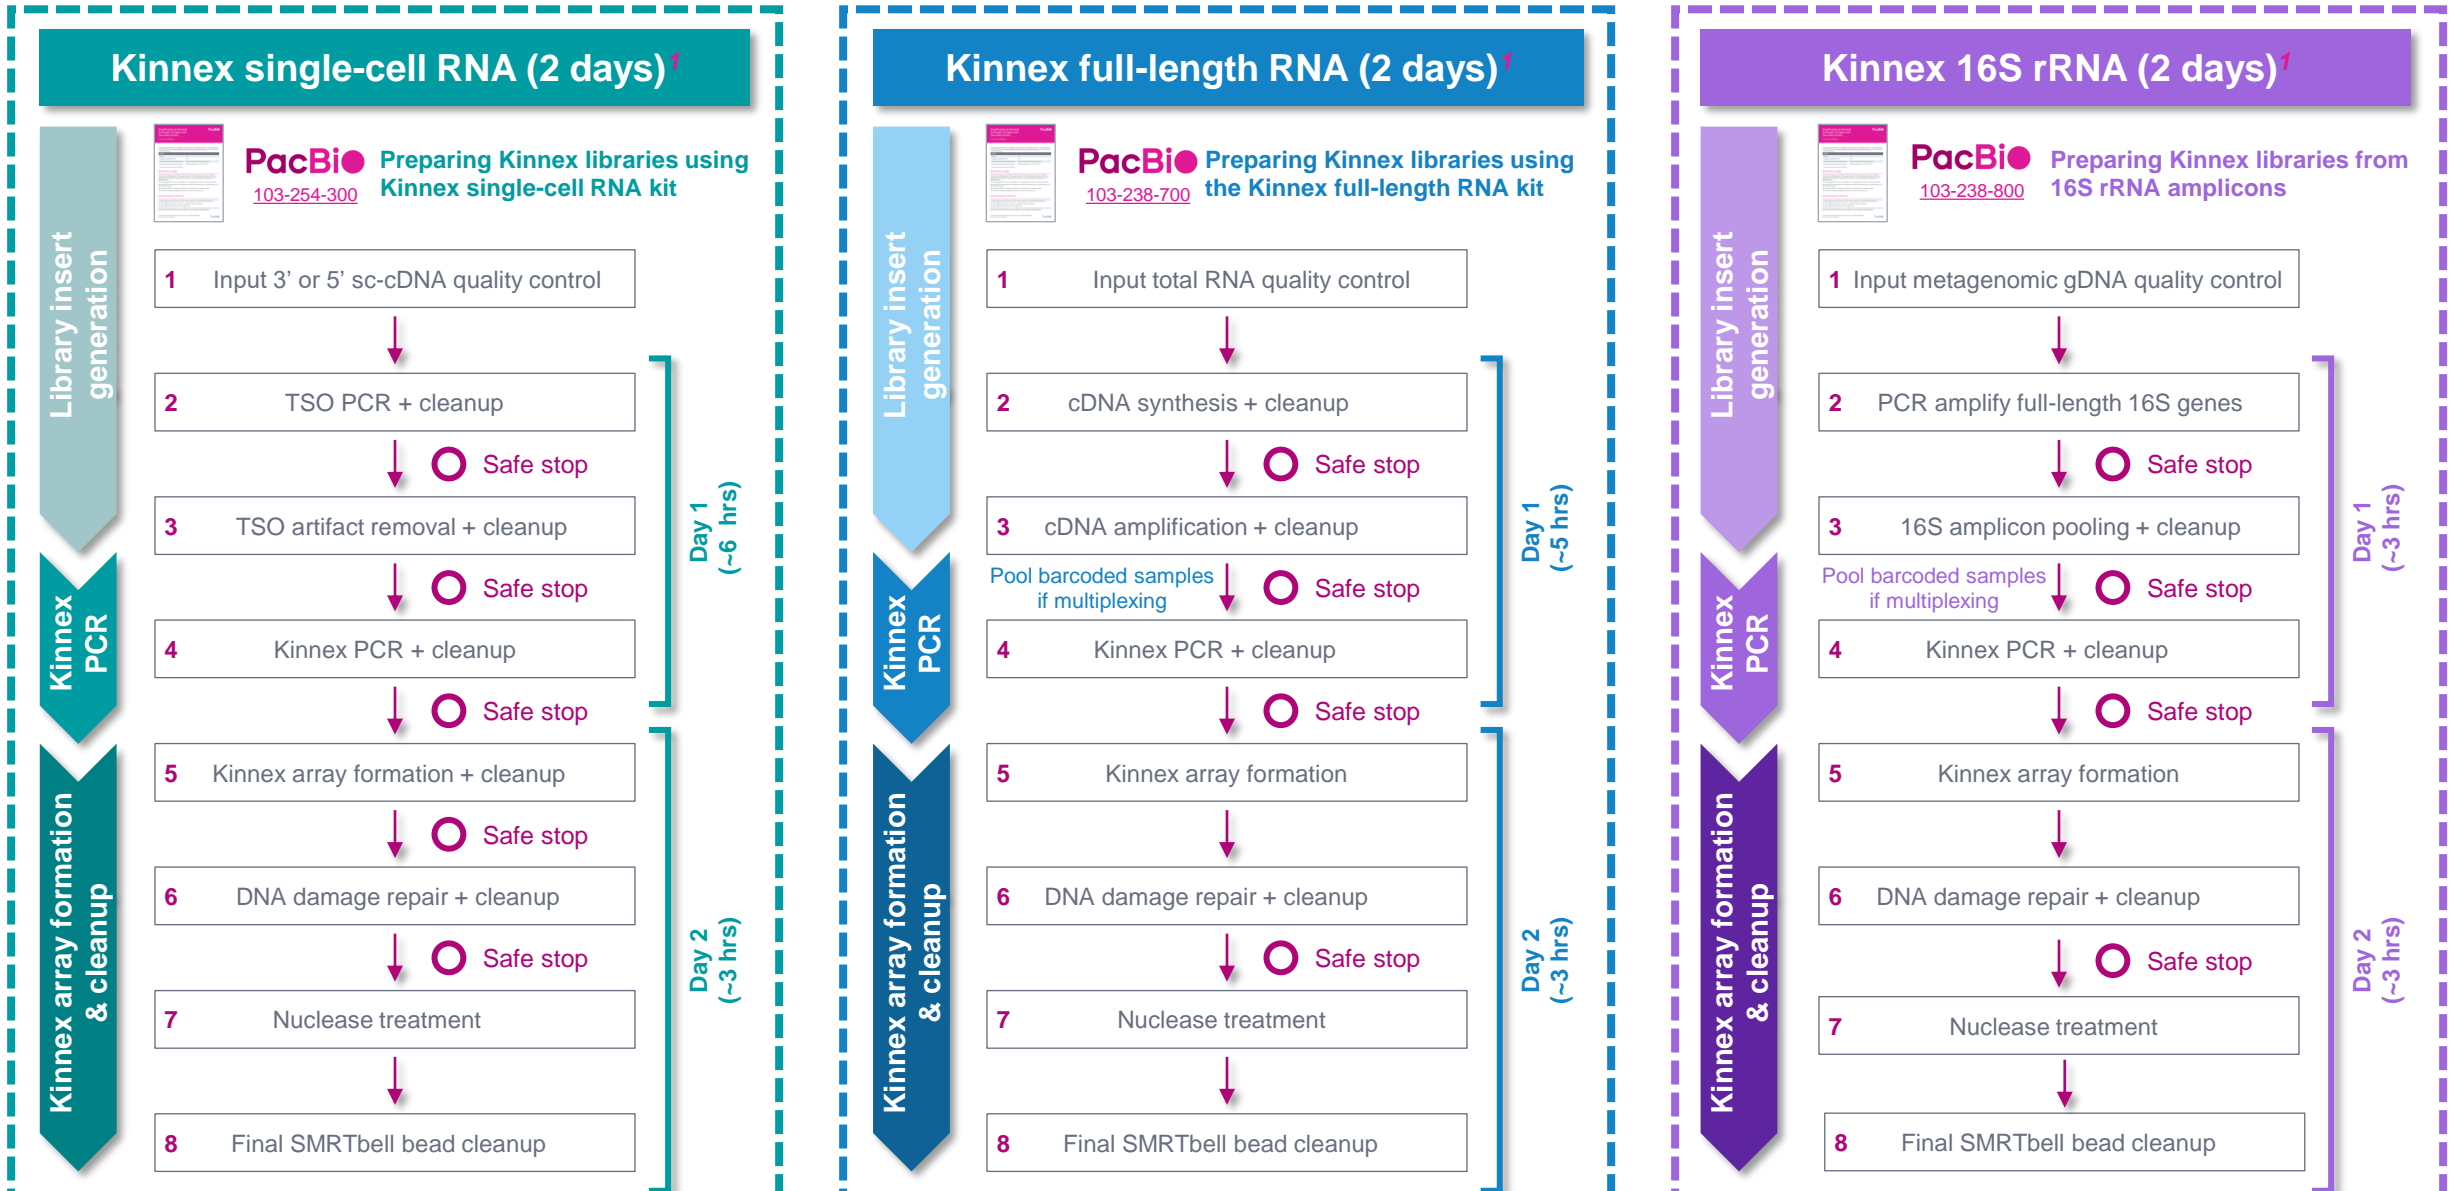 Kinnex single-cell RNA (2 days)1
PacBio
103-254-300
Preparing Kinnex libraries using
Kinnex single-cell RNA kit
Library insert
generation
1 Input 3’ or 5’ sc-cDNA quality control
2 TSO PCR + cleanup
Safe stop
3 TSO artifact removal + cleanup
Safe stop
Kinnex
PCR
4 Kinnex PCR + cleanup
Safe stop
Day 1
(~6 hrs)
Kinnex array formation
& cleanup
5 Kinnex array formation + cleanup
Safe stop
6 DNA damage repair + cleanup
Safe stop
7 Nuclease treatment
8 Final SMRTbell bead cleanup
Day 2
(~3 hrs)
Kinnex full-length RNA (2 days)1
PacBio
103-238-700
Preparing Kinnex libraries using
the Kinnex full-length RNA kit
Library insert
generation
1 Input total RNA quality control
2 cDNA synthesis + cleanup
Safe stop
3 cDNA amplification + cleanup
Pool barcoded samples
if multiplexing
Safe stop
Kinnex
PCR
4 Kinnex PCR + cleanup
Safe stop
Day 1
(~5 hrs)
Kinnex array formation
& cleanup
5 Kinnex array formation
6 DNA damage repair + cleanup
Safe stop
7 Nuclease treatment
8 Final SMRTbell bead cleanup
Day 2
(~3 hrs)
Kinnex 16S rRNA (2 days)1
PacBio
103-238-800
Preparing Kinnex libraries from
16S rRNA amplicons
Library insert
generation
1 Input metagenomic gDNA quality control
2 PCR amplify full-length 16S genes
Safe stop
3 16S amplicon pooling + cleanup
Pool barcoded samples
if multiplexing
Safe stop
Kinnex
PCR
4 Kinnex PCR + cleanup
Safe stop
Day 1
(~3 hrs)
Kinnex array formation
& cleanup
5 Kinnex array formation
6 DNA damage repair + cleanup
Safe stop
7 Nuclease treatment
8 Final SMRTbell bead cleanup
Day 2
(~3 hrs)